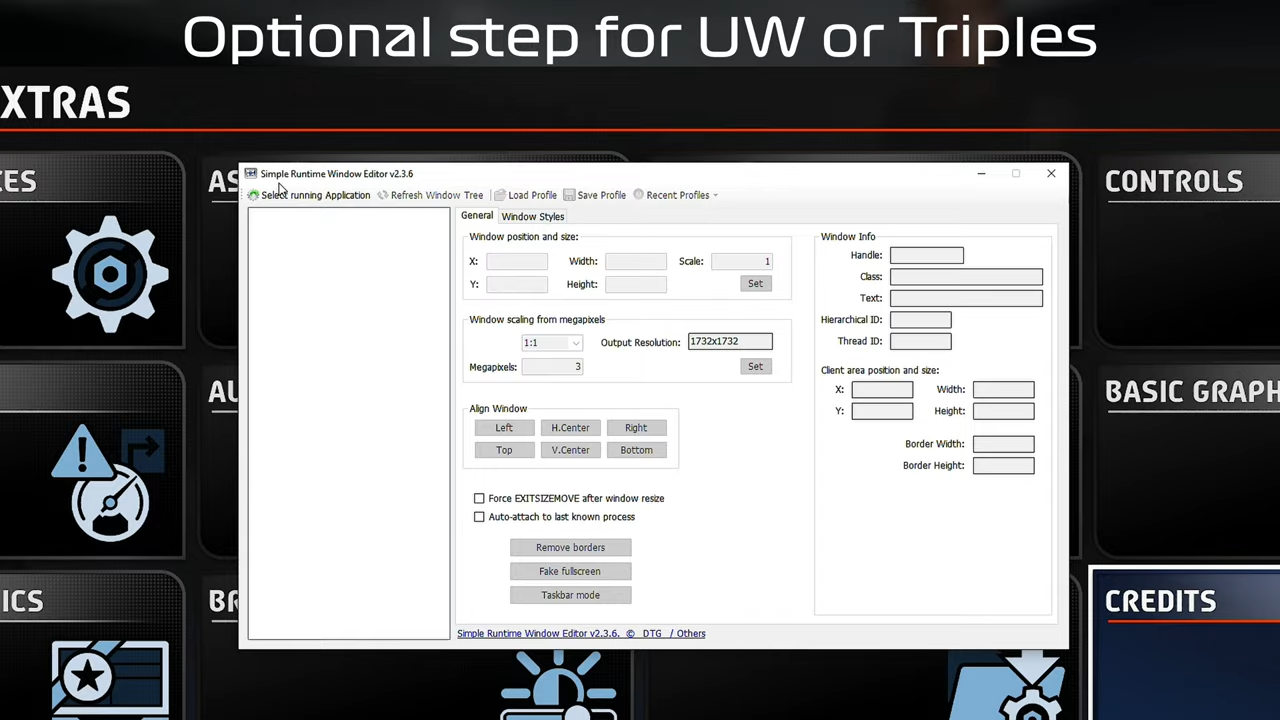 Optional step for UW or Triples
XTRAS
CES
AS
CONTROLS
AU
BASIC GRAPH
ICS
BR
CREDITS
Simple Runtime Window Editor v2.3.6
Select running Application
Refresh Window Tree
Load Profile
Save Profile
Recent Profiles
General
Window Styles
Window position and size:
X:
Width:
Scale:
1
Y:
Height:
Set
Window scaling from megapixels
1:1
Output Resolution:
1732x1732
Megapixels:
3
Set
Align Window
Left
H.Center
Right
Top
V.Center
Bottom
Force EXITSIZEMOVE after window resize
Auto-attach to last known process
Remove borders
Fake fullscreen
Taskbar mode
Window Info
Handle:
Class:
Text:
Hierarchical ID:
Thread ID:
Client area position and size:
X:
Width:
Y:
Height:
Border Width:
Border Height:
Simple Runtime Window Editor v2.3.6. © DTG / Others